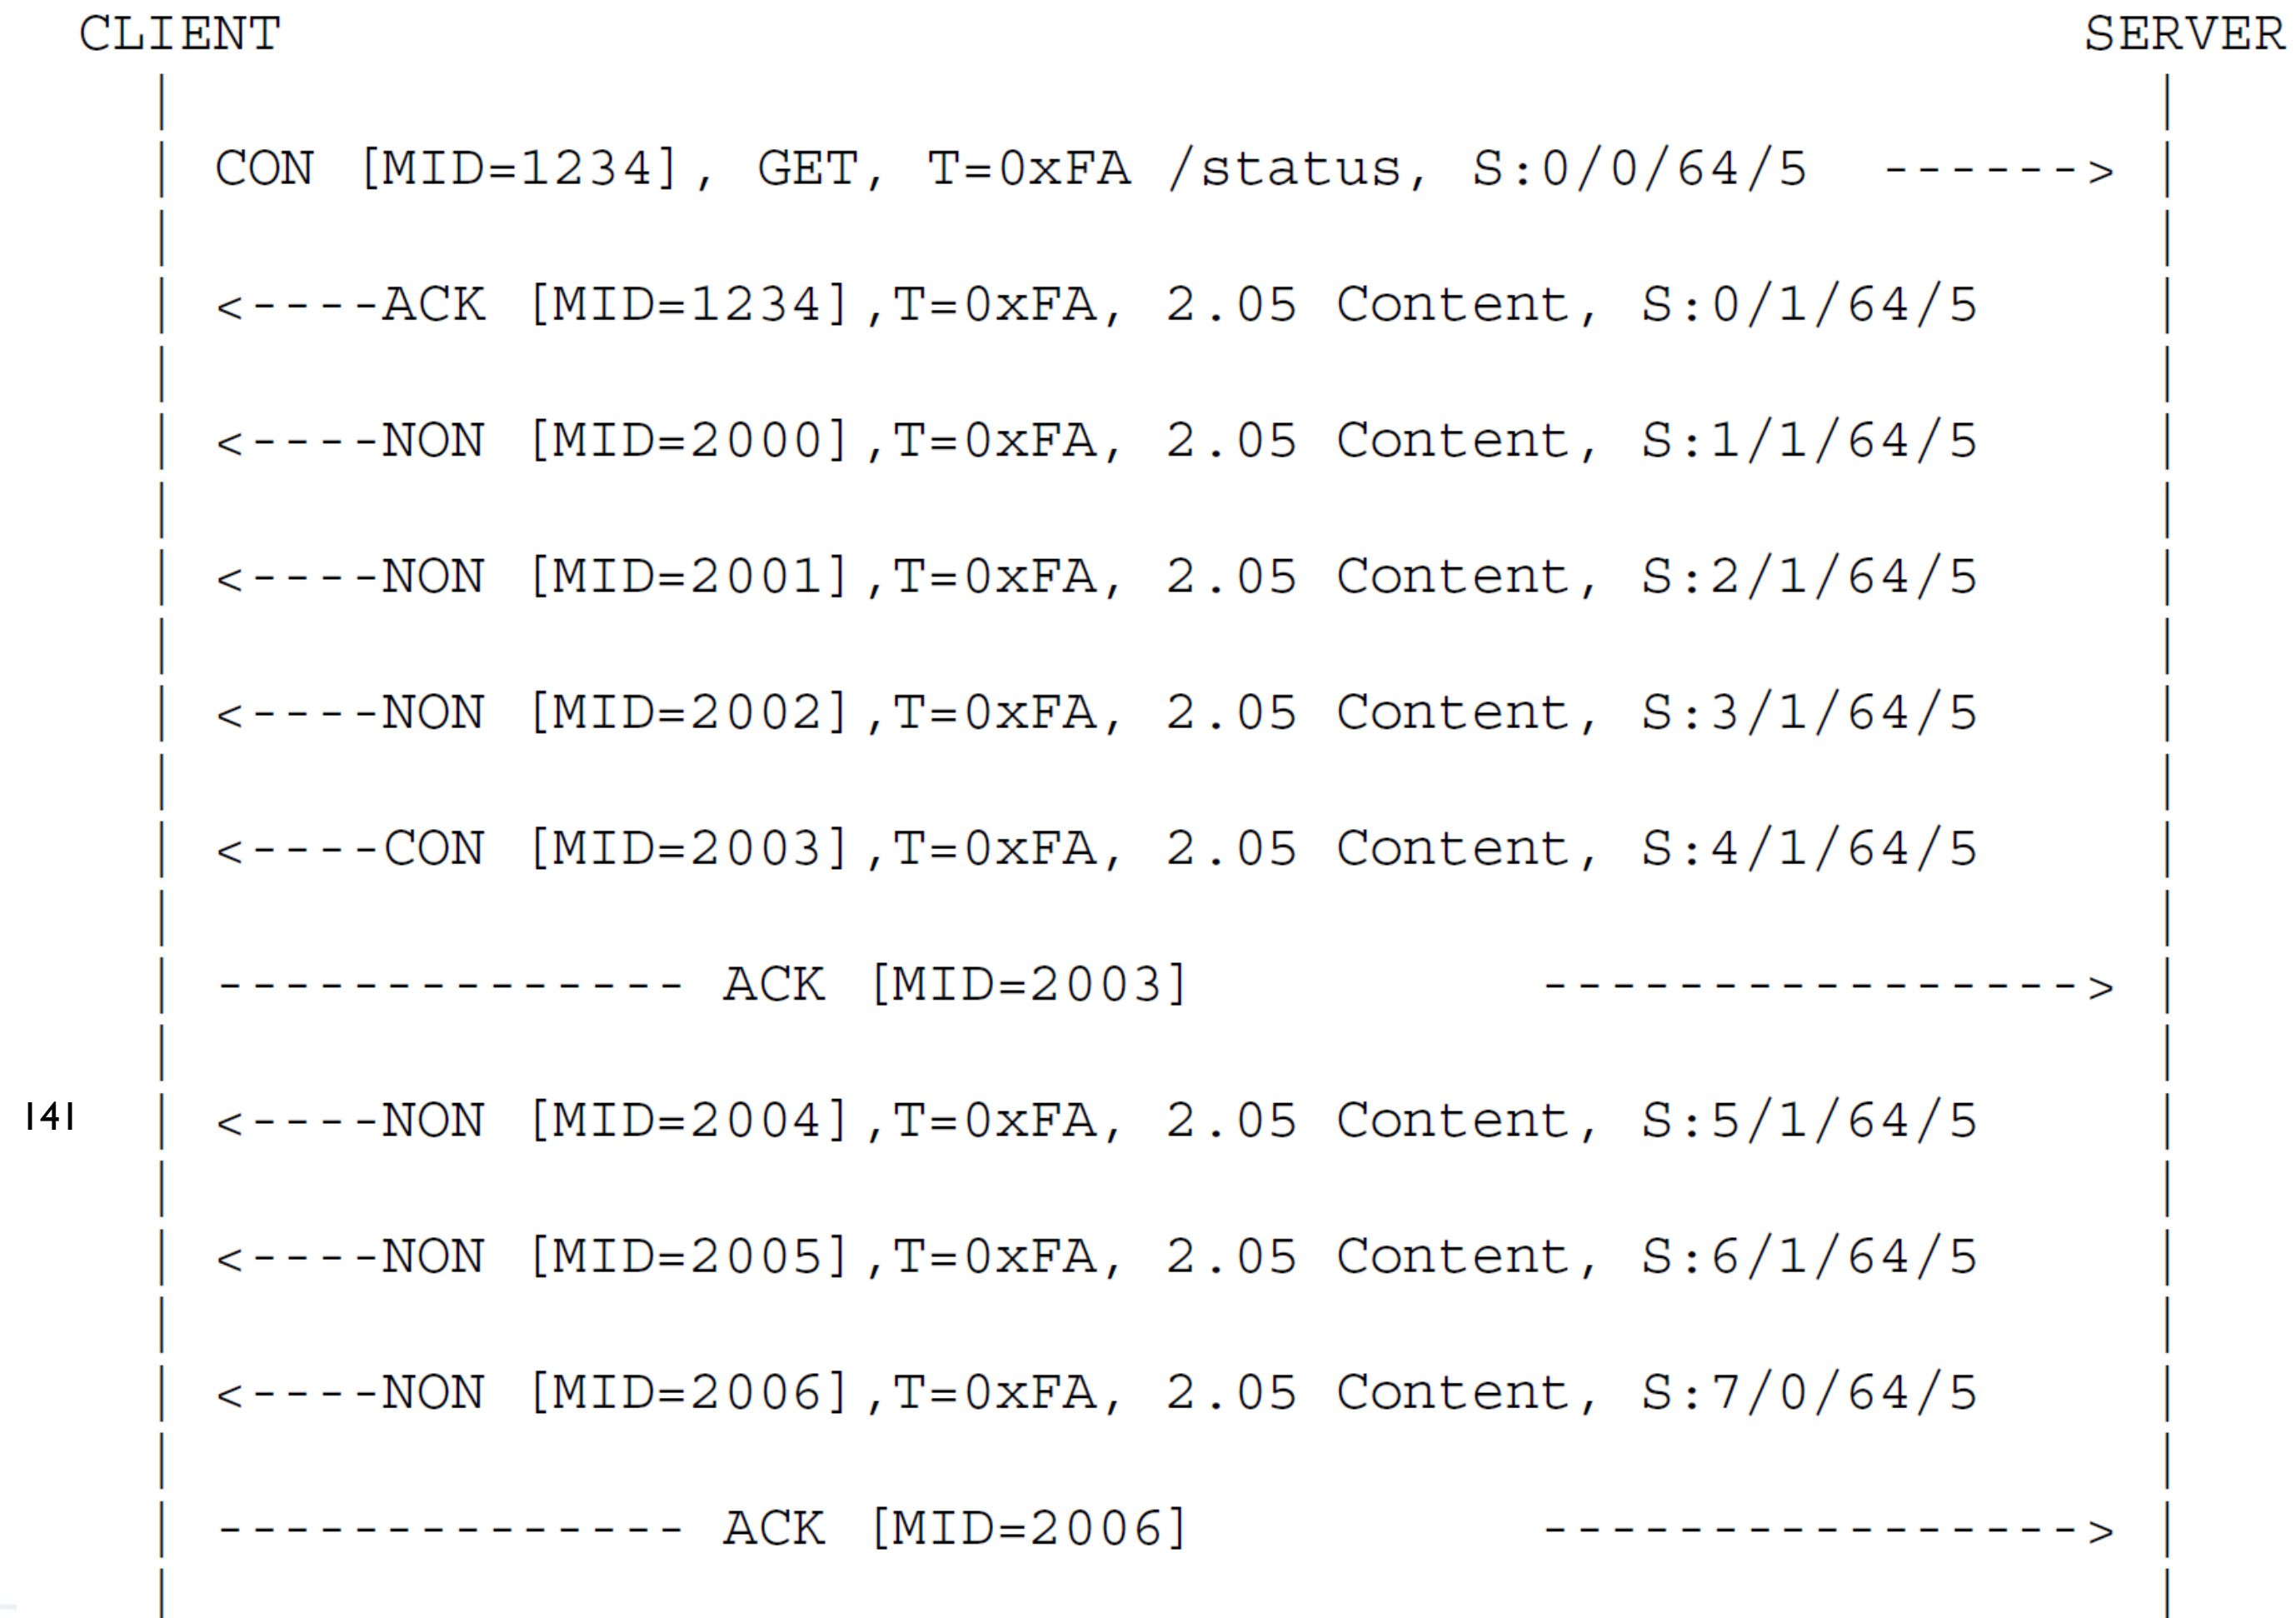 CLIENT SERVER
CON [MID=1234], GET, T=0xFA /status, S:0/0/64/5 ------>
<----ACK [MID=1234],T=0xFA, 2.05 Content, S:0/1/64/5
<----NON [MID=2000],T=0xFA, 2.05 Content, S:1/1/64/5
<----NON [MID=2001],T=0xFA, 2.05 Content, S:2/1/64/5
<----NON [MID=2002],T=0xFA, 2.05 Content, S:3/1/64/5
<----CON [MID=2003],T=0xFA, 2.05 Content, S:4/1/64/5
-------------- ACK [MID=2003] ---------------->
141 <----NON [MID=2004],T=0xFA, 2.05 Content, S:5/1/64/5
<----NON [MID=2005],T=0xFA, 2.05 Content, S:6/1/64/5
<----NON [MID=2006],T=0xFA, 2.05 Content, S:7/0/64/5
-------------- ACK [MID=2006] ---------------->